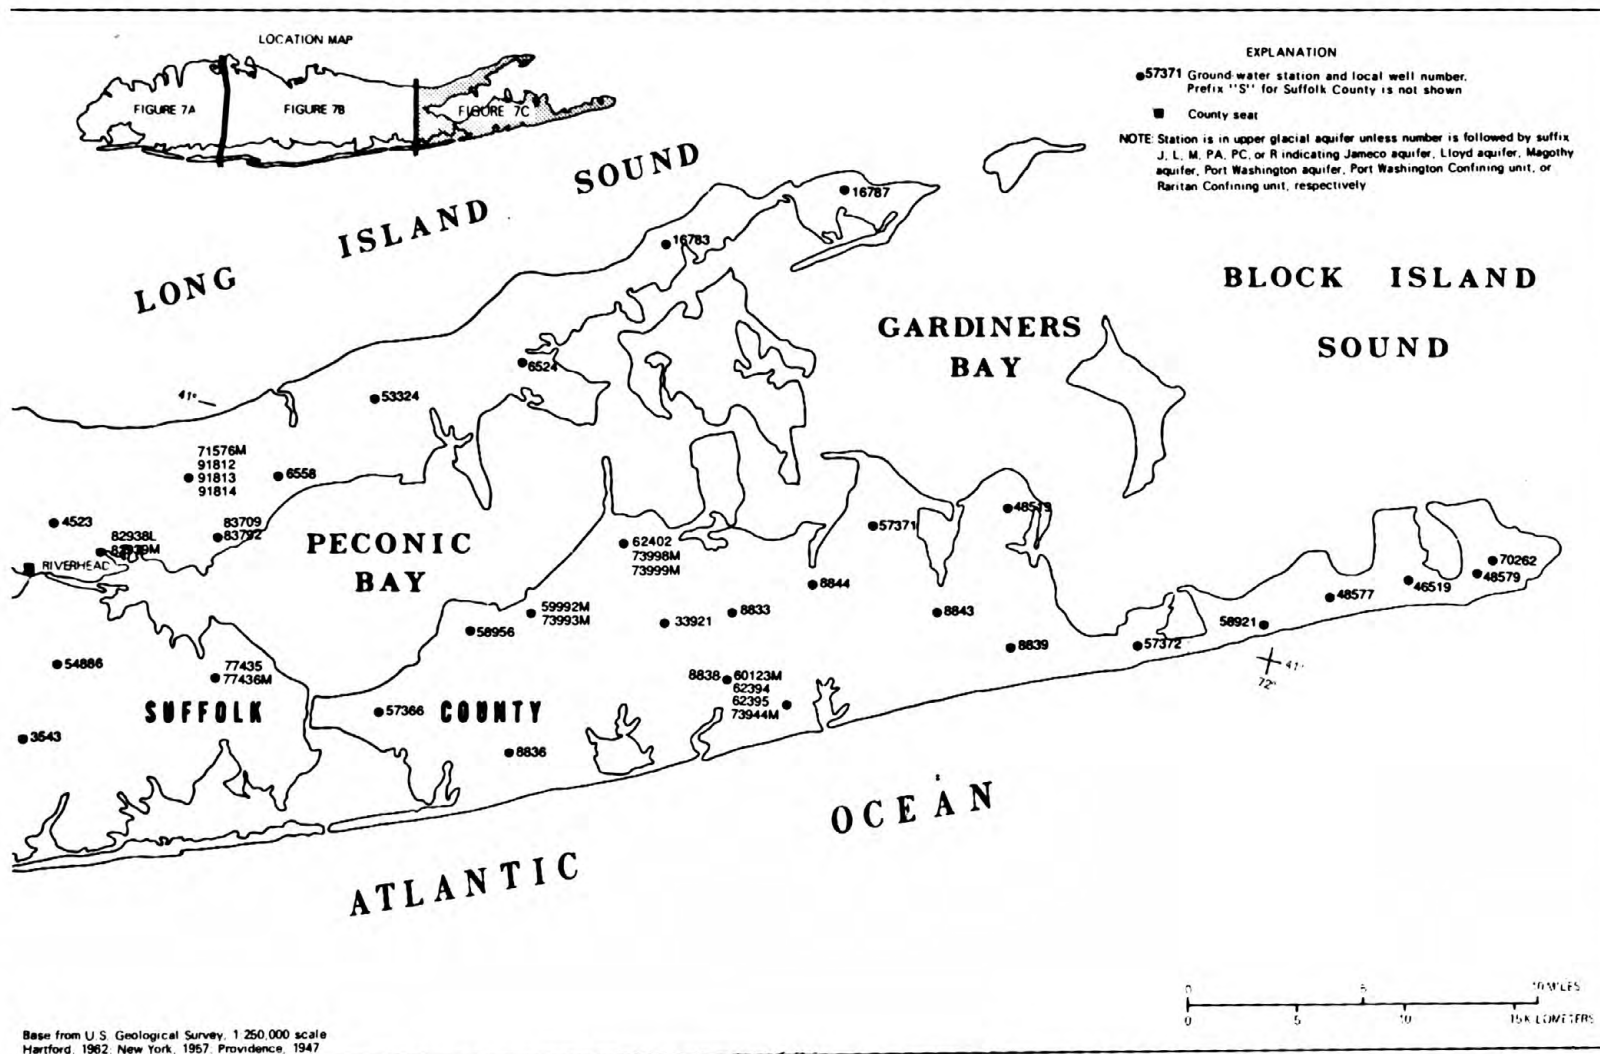 LOCATION MAP
FIGURE 7A
FIGURE 7B
FIGURE 7C
EXPLANATION
57371 Ground-water station and local well number.
Prefix "S" for Suffolk County is not shown
County seat
NOTE: Station is in upper glacial aquifer unless number is followed by suffix
J, L, M, PA, PC, or R indicating Jameco aquifer, Lloyd aquifer, Magothy
aquifer, Port Washington aquifer, Port Washington Confining unit, or
Raritan Confining unit, respectively
LONG ISLAND SOUND
BLOCK ISLAND
SOUND
GARDINERS
BAY
16787
16783
6524
53324
41°
71576M
91812
91813
91814
6558
4523
83709
83792
82938L
RIVERHEAD
PECONIC
BAY
62402
73998M
73999M
57371
48519
8844
70262
48579
46519
48577
58921
59992M
73993M
58956
33921
8833
8843
8839
57372
41°
72°
54886
77435
77436M
8838
60123M
62394
62395
73944M
SUFFOLK COUNTY
57366
3543
8836
ATLANTIC OCEAN
0 5 10 MILES
0 5 10 15 KILOMETERS
Base from U.S. Geological Survey, 1:250,000 scale
Hartford, 1962; New York, 1957; Providence, 1947